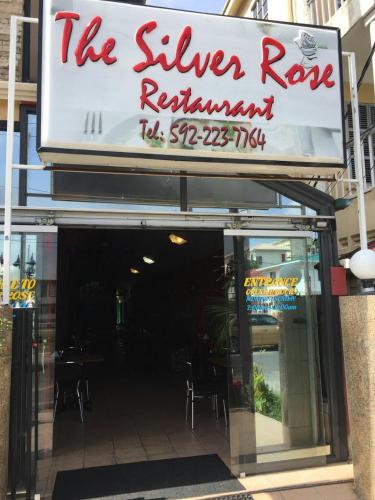 The Silver Rose
Restaurant
Tel: 592-223-7764
ENTRANCE